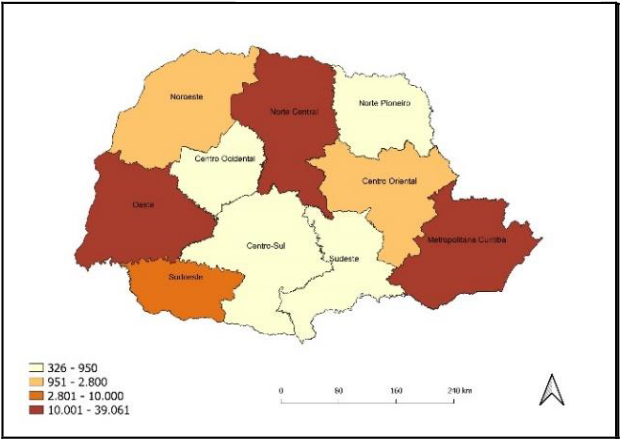 Noroeste
Norte Central
Norte Pioneiro
Centro Ocidental
Centro Oriental
Oeste
Metropolitana Curitiba
Centro-Sul
Sudeste
Sudoeste
326 - 950
951 - 2.800
2.801 - 10.000
10.001 - 39.061
0 80 160 240 km